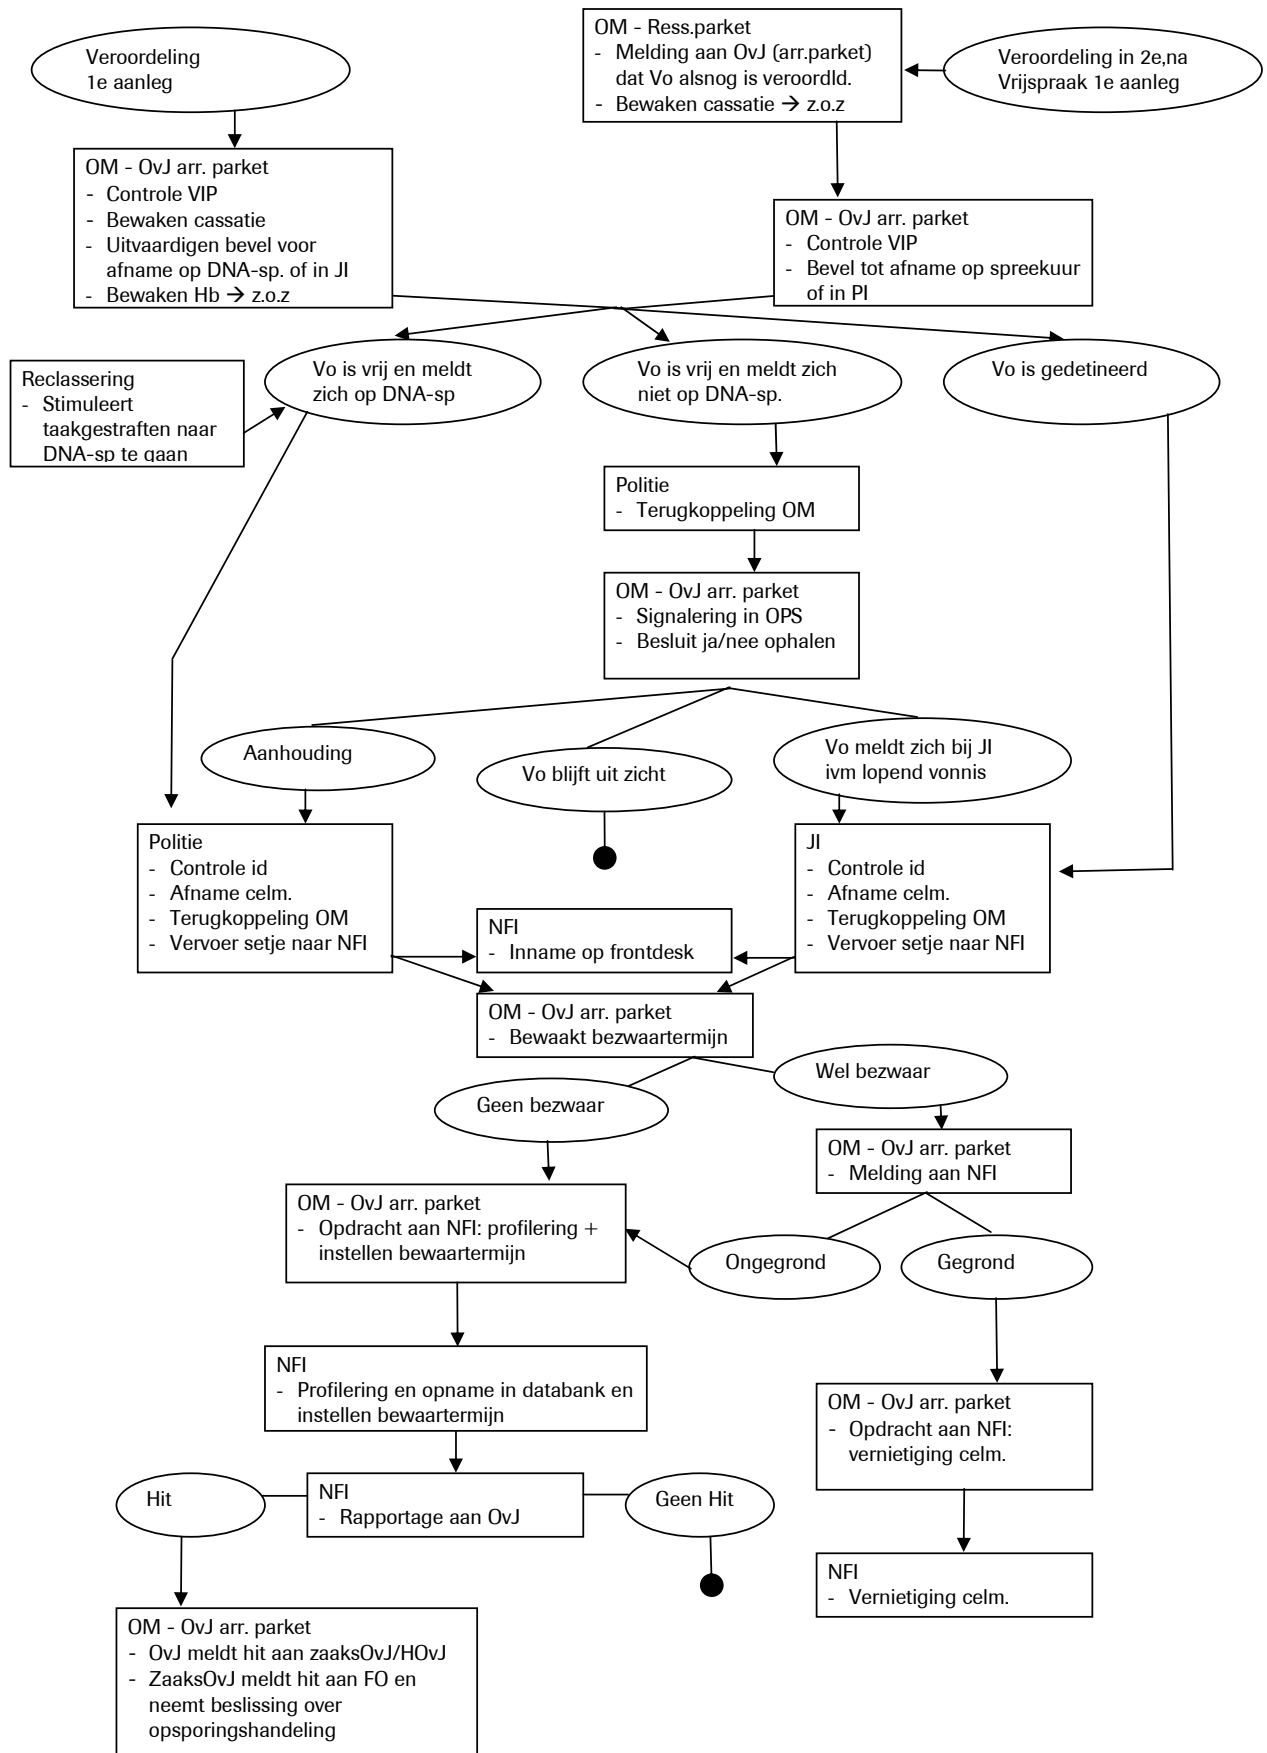 Veroordeling
1e aanleg
OM - Ress.parket
- Melding aan OvJ (arr.parket)
dat Vo alsnog is veroordld.
- Bewaken cassatie → z.o.z
Veroordeling in 2e,na
Vrijspraak 1e aanleg
OM - OvJ arr. parket
- Controle VIP
- Bewaken cassatie
- Uitvaardigen bevel voor
afname op DNA-sp. of in JI
- Bewaken Hb → z.o.z
OM - OvJ arr. parket
- Controle VIP
- Bevel tot afname op spreekuur
of in PI
Reclassering
- Stimuleert
taakgestraften naar
DNA-sp te gaan
Vo is vrij en meldt
zich op DNA-sp
Vo is vrij en meldt zich
niet op DNA-sp.
Vo is gedetineerd
Politie
- Terugkoppeling OM
OM - OvJ arr. parket
- Signalering in OPS
- Besluit ja/nee ophalen
Aanhouding
Vo blijft uit zicht
Vo meldt zich bij JI
ivm lopend vonnis
Politie
- Controle id
- Afname celm.
- Terugkoppeling OM
- Vervoer setje naar NFI
JI
- Controle id
- Afname celm.
- Terugkoppeling OM
- Vervoer setje naar NFI
NFI
- Inname op frontdesk
OM - OvJ arr. parket
- Bewaakt bezwaartermijn
Geen bezwaar
Wel bezwaar
OM - OvJ arr. parket
- Melding aan NFI
OM - OvJ arr. parket
- Opdracht aan NFI: profilering +
instellen bewaartermijn
Ongegrond
Gegrond
NFI
- Profilering en opname in databank en
instellen bewaartermijn
OM - OvJ arr. parket
- Opdracht aan NFI:
vernietiging celm.
Hit
NFI
- Rapportage aan OvJ
Geen Hit
NFI
- Vernietiging celm.
OM - OvJ arr. parket
- OvJ meldt hit aan zaaksOvJ/HOvJ
- ZaaksOvJ meldt hit aan FO en
neemt beslissing over
opsporingshandeling